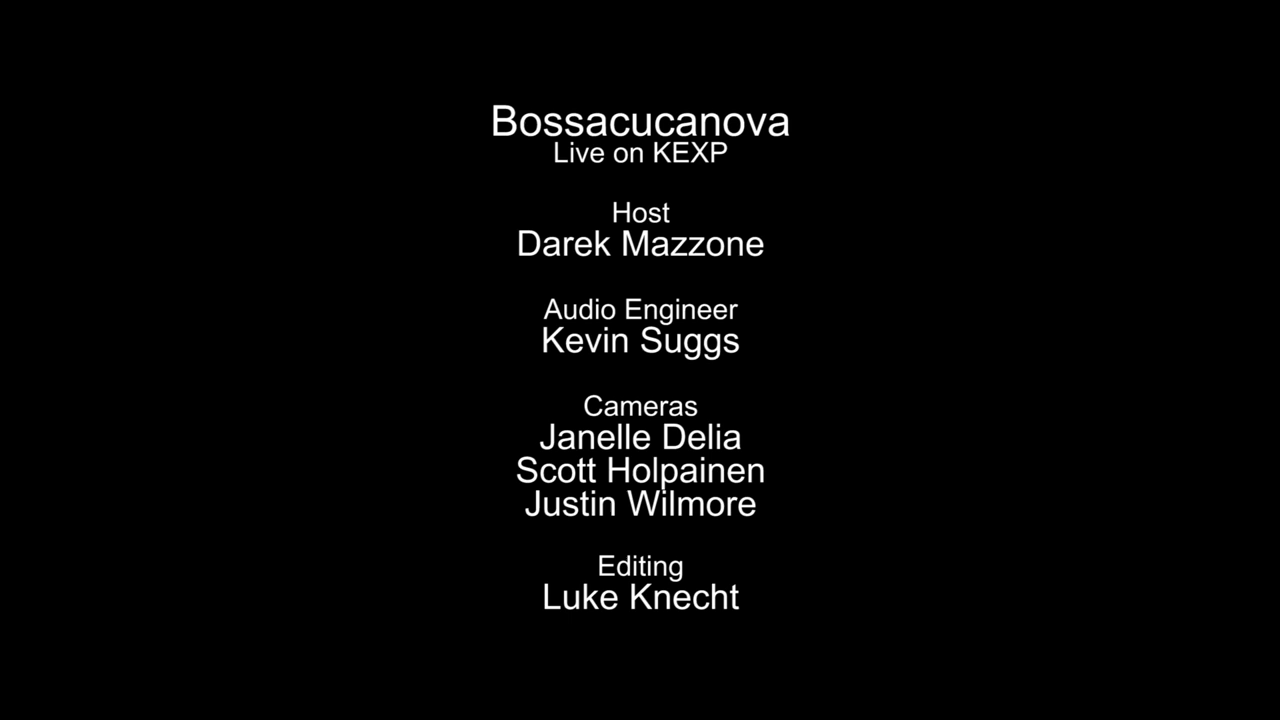 Bossacucanova
Live on KEXP
Host
Darek Mazzone
Audio Engineer
Kevin Suggs
Cameras
Janelle Delia
Scott Holpainen
Justin Wilmore
Editing
Luke Knecht